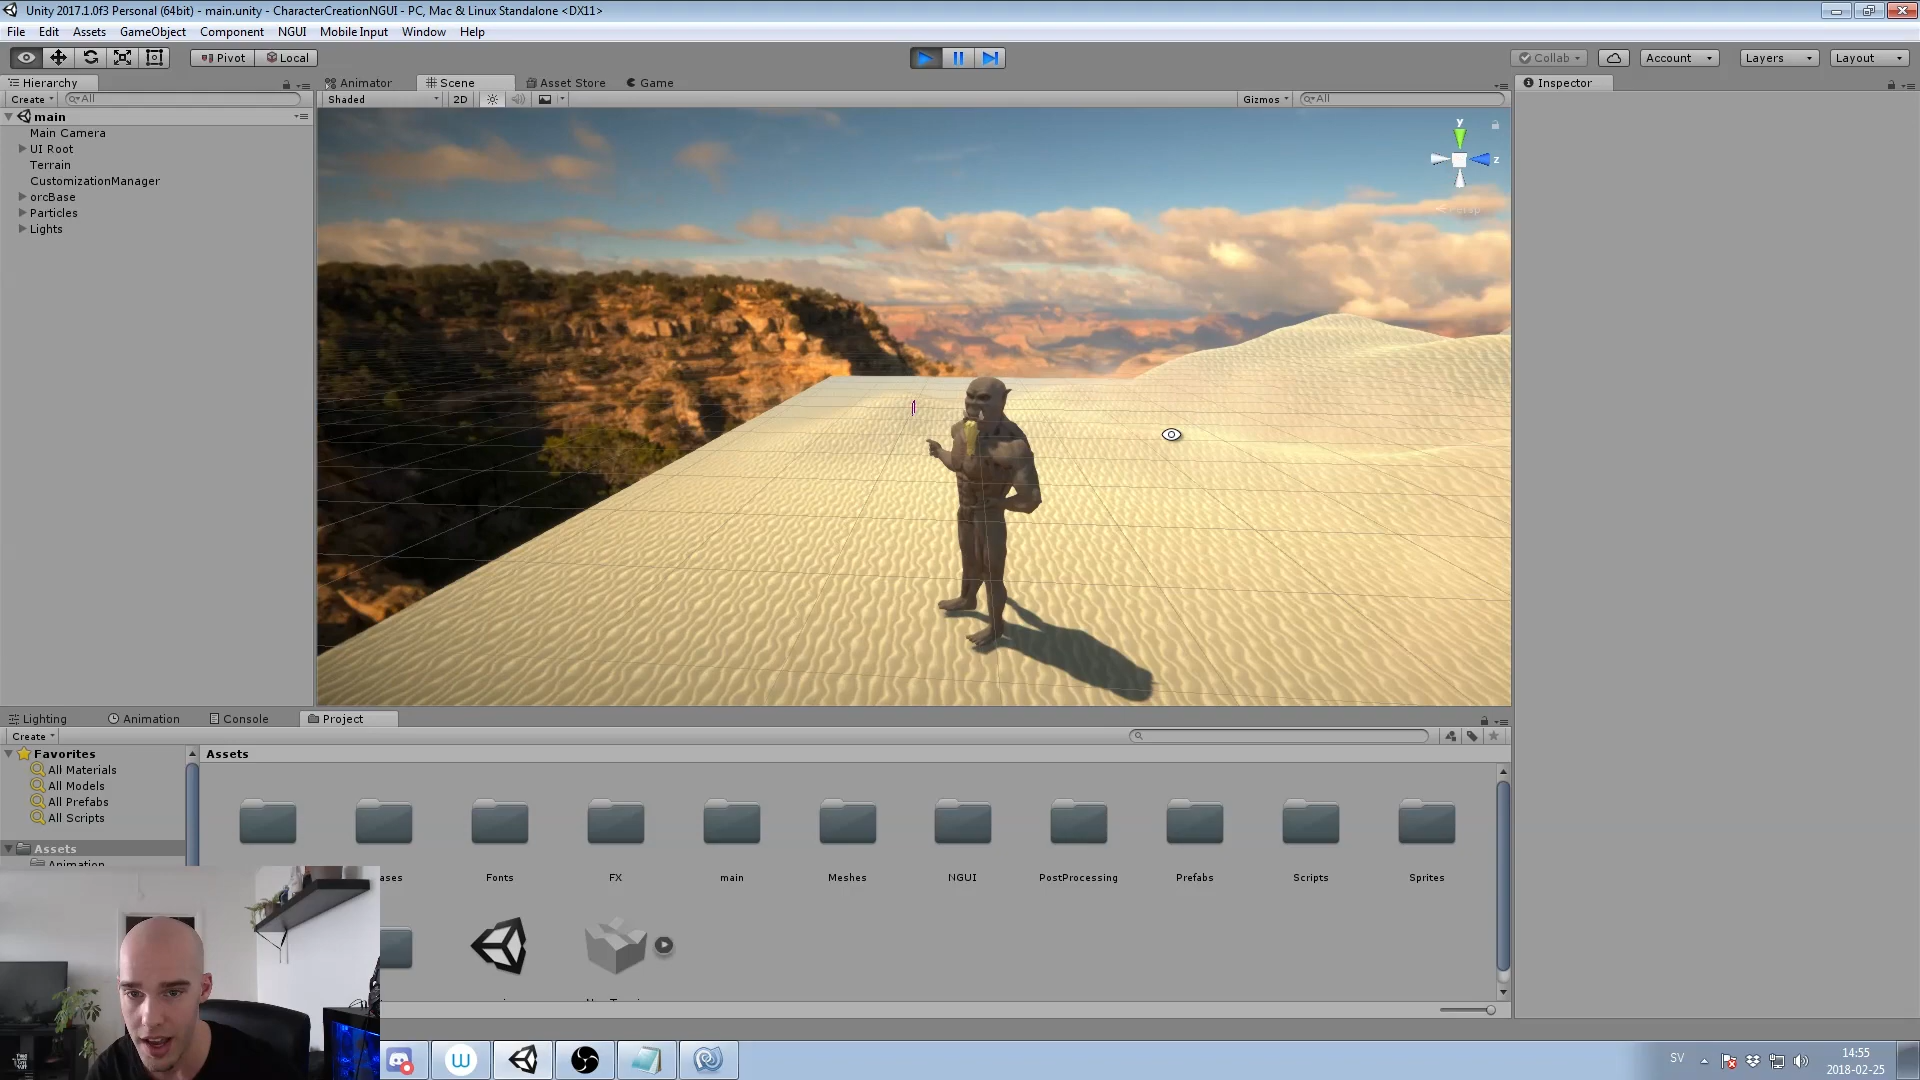 Unity 2017.1.0f3 Personal (64bit) - main.unity - CharacterCreationNGUI - PC, Mac & Linux Standalone <DX11>
File Edit Assets GameObject Component NGUI Mobile Input Window Help
Pivot Local Collab Account Layers Layout
Hierarchy
Create All
main
Main Camera
UI Root
Terrain
CustomizationManager
orcBase
Particles
Lights
Animator Scene Asset Store Game
Shaded 2D Gizmos All
y
z
Persp
Inspector
Lighting Animation Console Project
Create
Favorites
All Materials
All Models
All Prefabs
All Scripts
Assets
Animation
Assets
Fonts FX main Meshes NGUI PostProcessing Prefabs Scripts Sprites
SV
14:55
2018-02-25